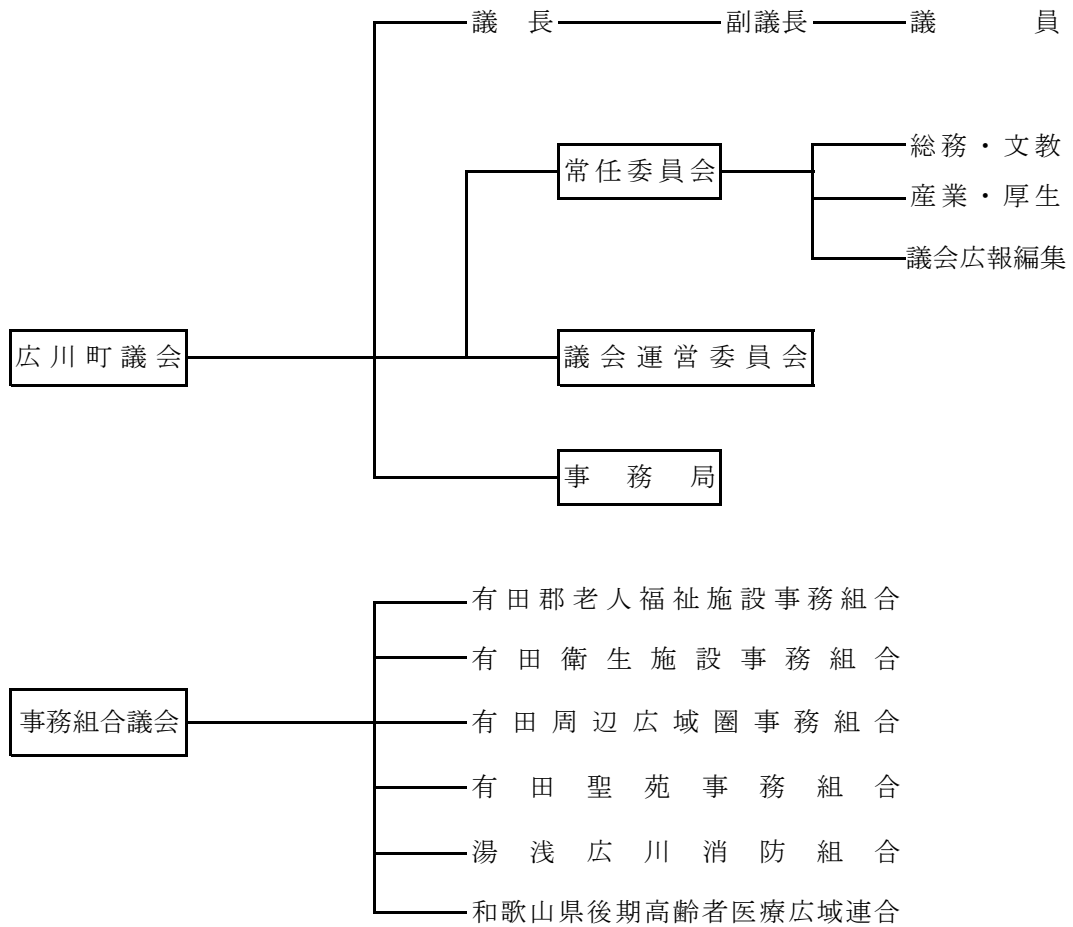 議長 副議長 議員
総務・文教
常任委員会
産業・厚生
議会広報編集
広川町議会 議会運営委員会
事務局
有田郡老人福祉施設事務組合
有田衛生施設事務組合
事務組合議会 有田周辺広域圏事務組合
有田聖苑事務組合
湯浅広川消防組合
和歌山県後期高齢者医療広域連合